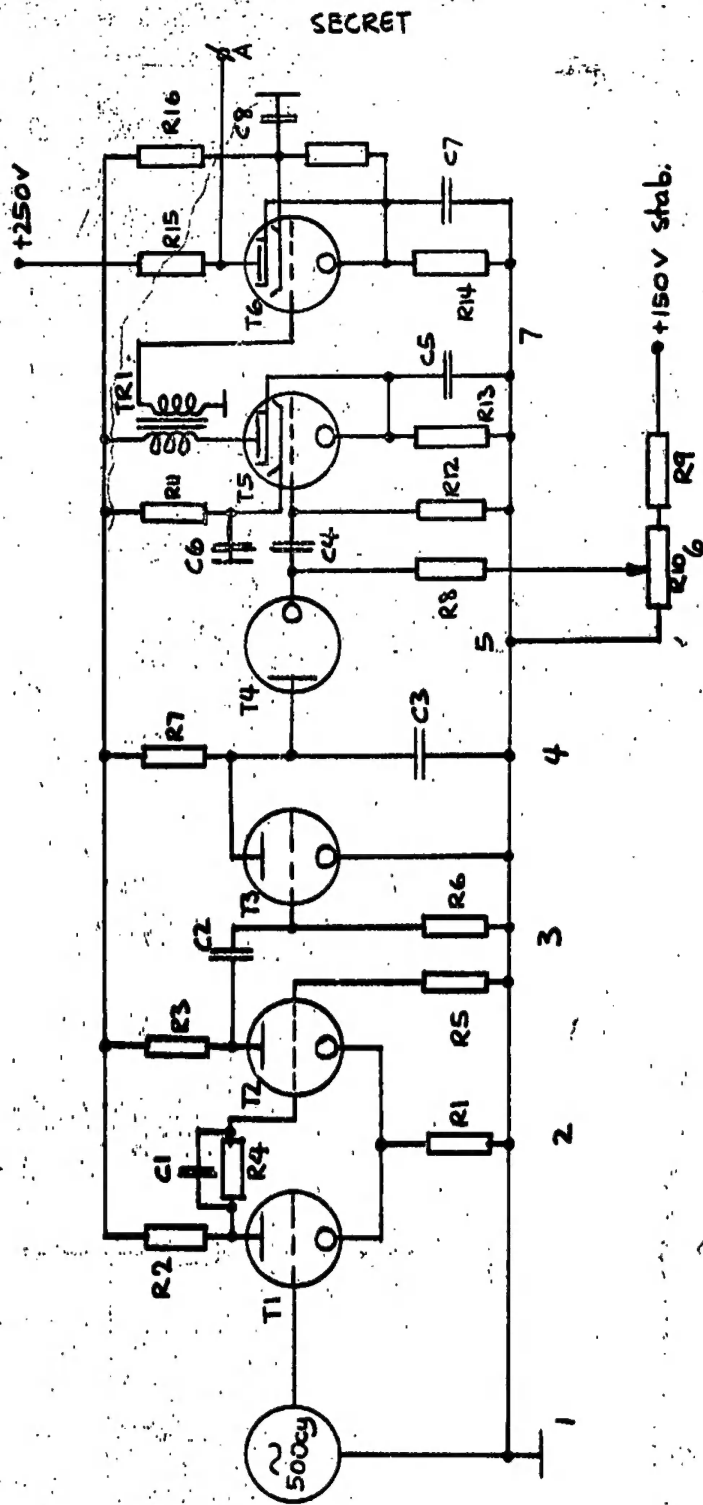 SECRET
+250V
A
R16
R15
C8
T6
C7
R14
TR1
7
+150V stab.
C5
R11
T5
R13
C6
C4
R12
R9
R10
6
R8
T4
5
R7
C3
4
T3
C2
R6
3
R3
T2
R5
C1
R4
R1
2
R2
T1
~
500cy
1